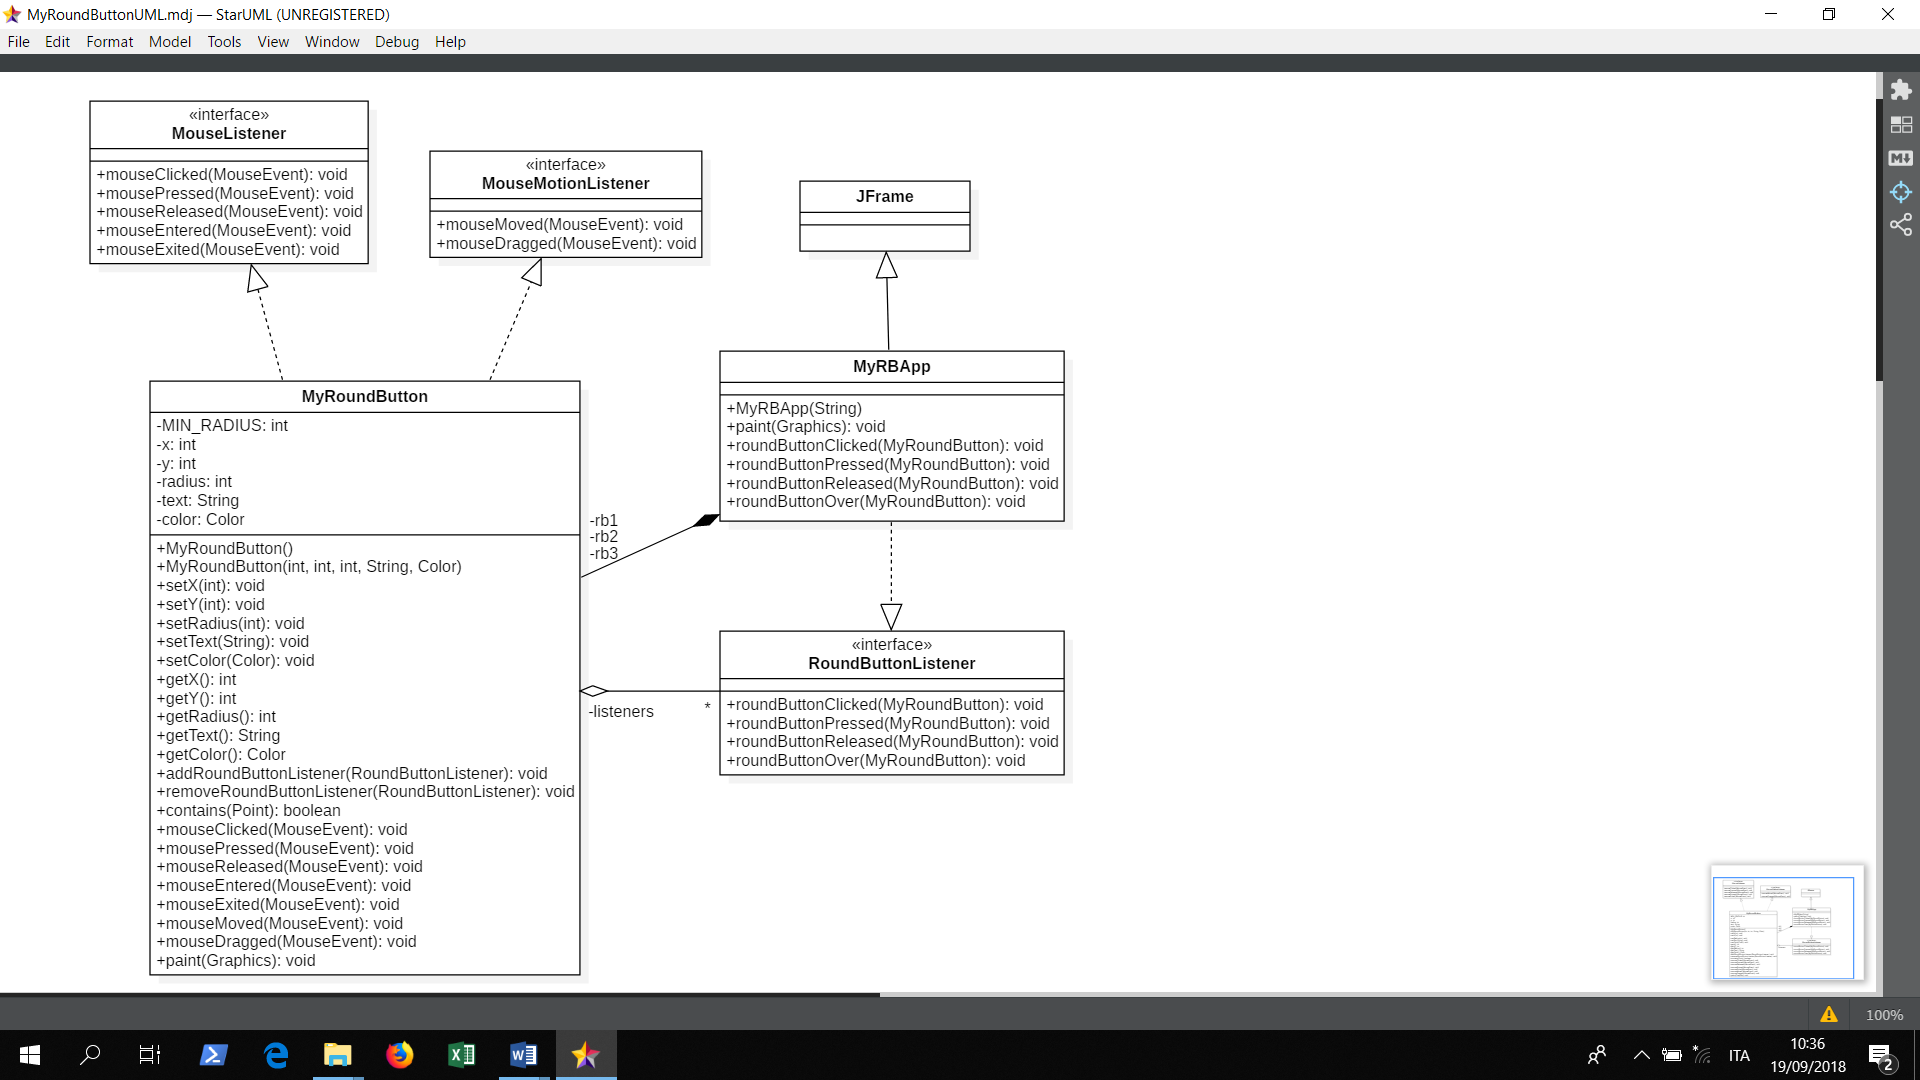 MyRoundButtonUML.mdj — StarUML (UNREGISTERED)
File Edit Format Model Tools View Window Debug Help
«interface»
MouseListener
+mouseClicked(MouseEvent): void
+mousePressed(MouseEvent): void
+mouseReleased(MouseEvent): void
+mouseEntered(MouseEvent): void
+mouseExited(MouseEvent): void
«interface»
MouseMotionListener
+mouseMoved(MouseEvent): void
+mouseDragged(MouseEvent): void
JFrame
MyRoundButton
-MIN_RADIUS: int
-x: int
-y: int
-radius: int
-text: String
-color: Color
+MyRoundButton()
+MyRoundButton(int, int, int, String, Color)
+setX(int): void
+setY(int): void
+setRadius(int): void
+setText(String): void
+setColor(Color): void
+getX(): int
+getY(): int
+getRadius(): int
+getText(): String
+getColor(): Color
+addRoundButtonListener(RoundButtonListener): void
+removeRoundButtonListener(RoundButtonListener): void
+contains(Point): boolean
+mouseClicked(MouseEvent): void
+mousePressed(MouseEvent): void
+mouseReleased(MouseEvent): void
+mouseEntered(MouseEvent): void
+mouseExited(MouseEvent): void
+mouseMoved(MouseEvent): void
+mouseDragged(MouseEvent): void
+paint(Graphics): void
MyRBApp
+MyRBApp(String)
+paint(Graphics): void
+roundButtonClicked(MyRoundButton): void
+roundButtonPressed(MyRoundButton): void
+roundButtonReleased(MyRoundButton): void
+roundButtonOver(MyRoundButton): void
-rb1
-rb2
-rb3
«interface»
RoundButtonListener
+roundButtonClicked(MyRoundButton): void
+roundButtonPressed(MyRoundButton): void
+roundButtonReleased(MyRoundButton): void
+roundButtonOver(MyRoundButton): void
-listeners *
M
100%
ITA
10:36
19/09/2018
2